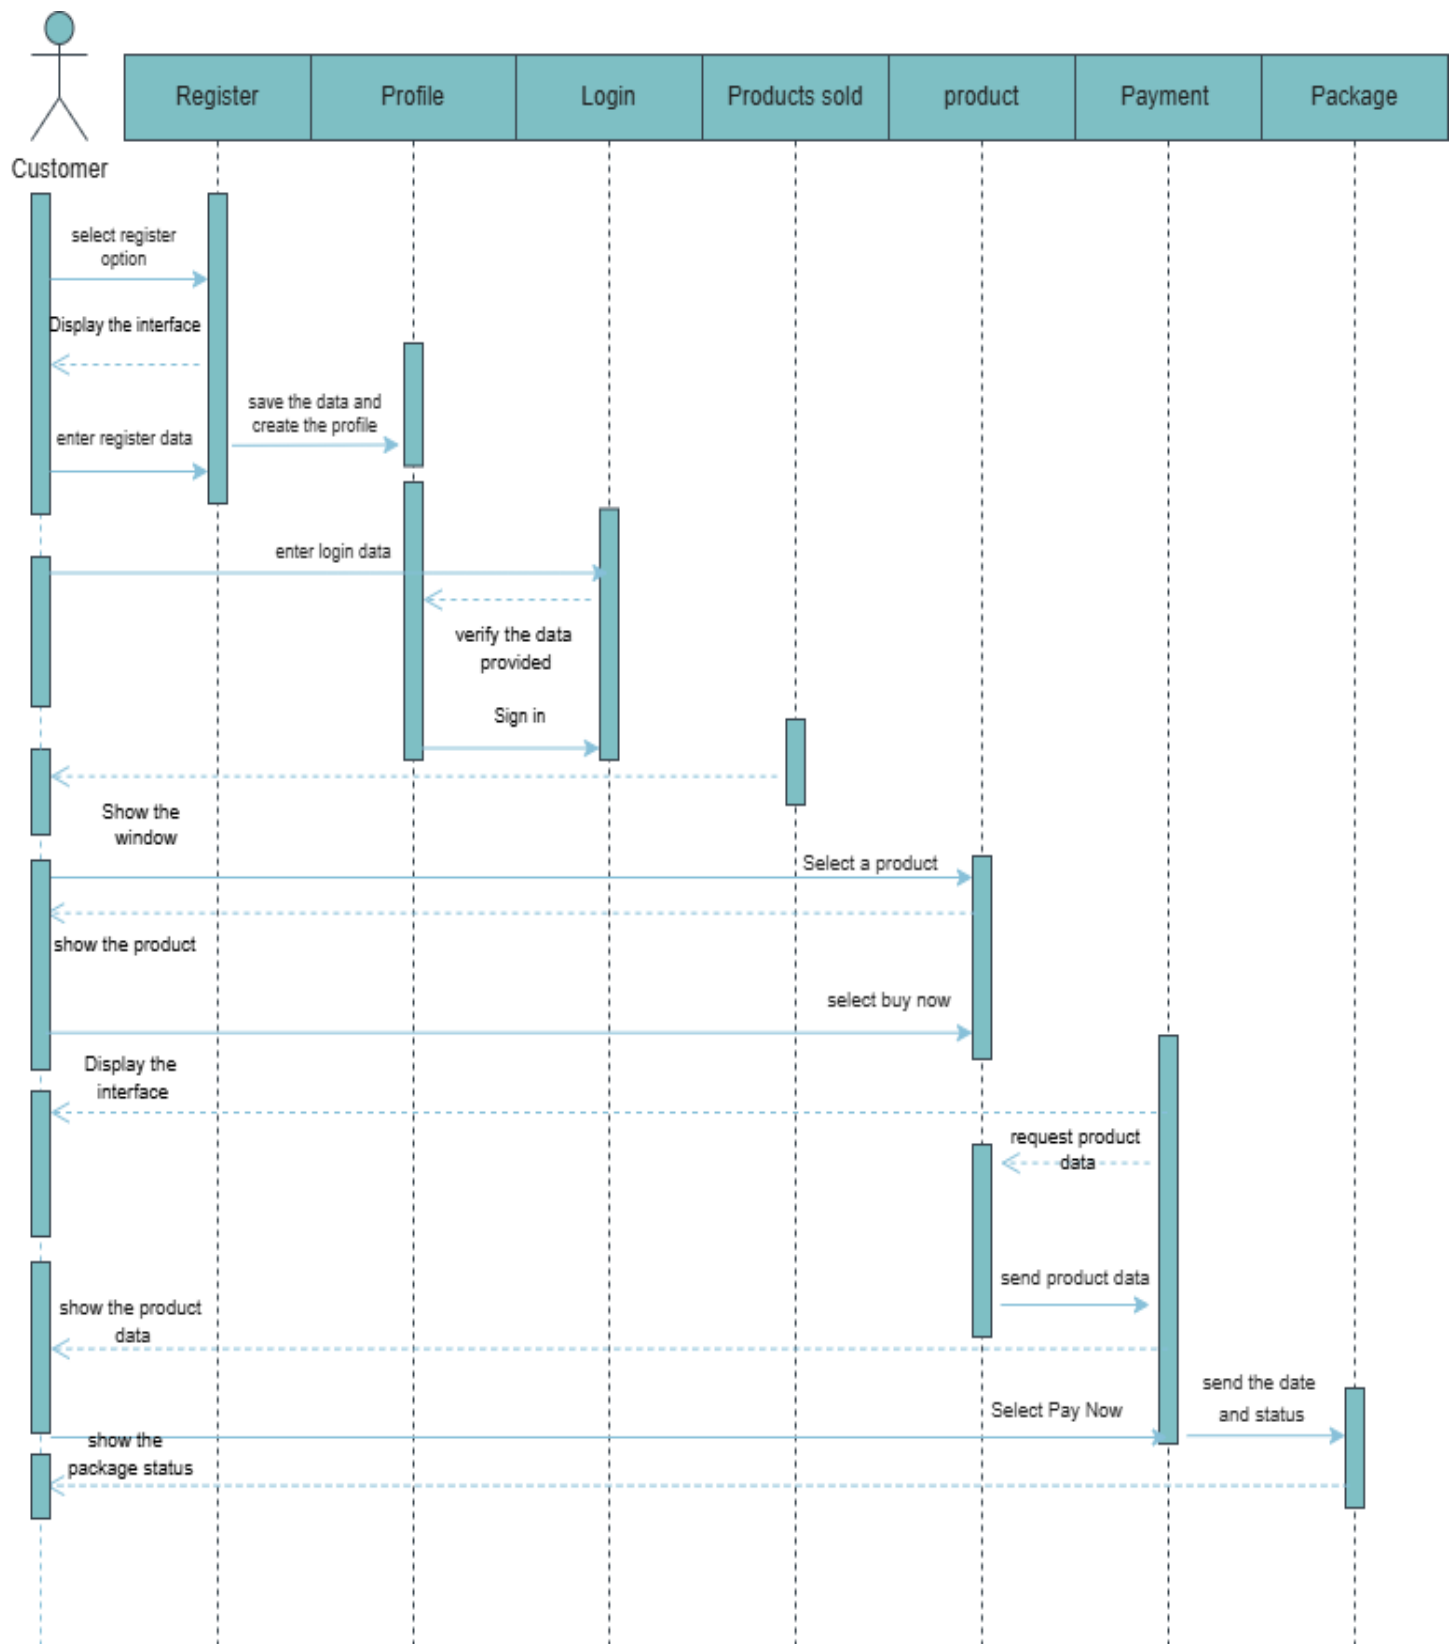 Register
Profile
Login
Products sold
product
Payment
Package
Customer
select register
option
Display the interface
save the data and
create the profile
enter register data
enter login data
verify the data
provided
Sign in
Show the
window
Select a product
show the product
select buy now
Display the
interface
request product
data
send product data
show the product
data
send the date
and status
Select Pay Now
show the
package status